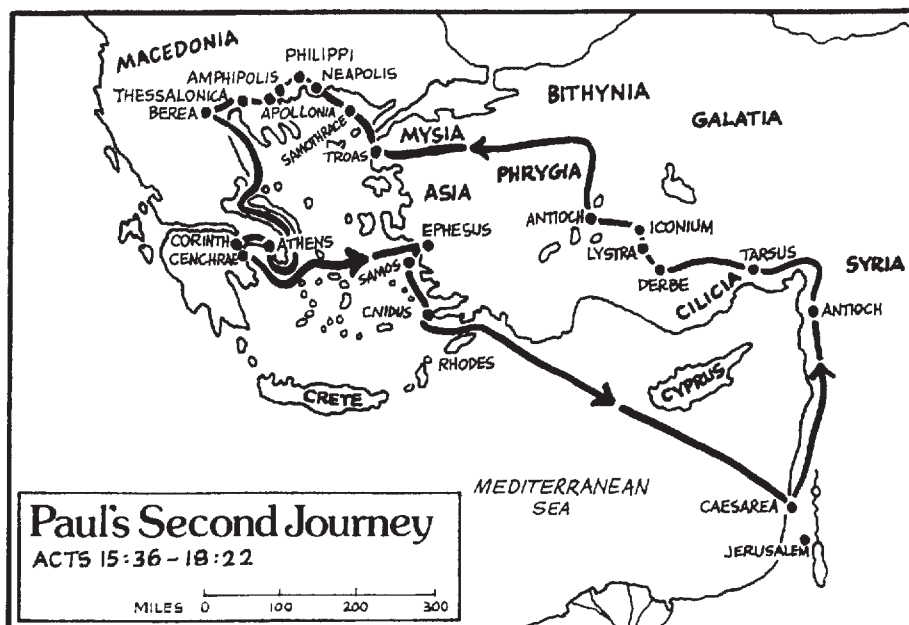 MACEDONIA
PHILIPPI
AMPHIPOLIS
NEAPOLIS
THESSALONICA
BEREA
APOLLONIA
SAMOTHRACE
TROAS
MYSIA
BITHYNIA
GALATIA
PHRYGIA
ASIA
ANTIOCH
ICONIUM
LYSTRA
DERBE
TARSUS
CILICIA
SYRIA
ANTIOCH
CORINTH
CENCHRAE
ATHENS
EPHESUS
SAMOS
CNIDUS
RHODES
CRETE
CYPRUS
MEDITERRANEAN
SEA
CAESAREA
JERUSALEM
Paul's Second Journey
ACTS 15:36-18:22
MILES 0 100 200 300